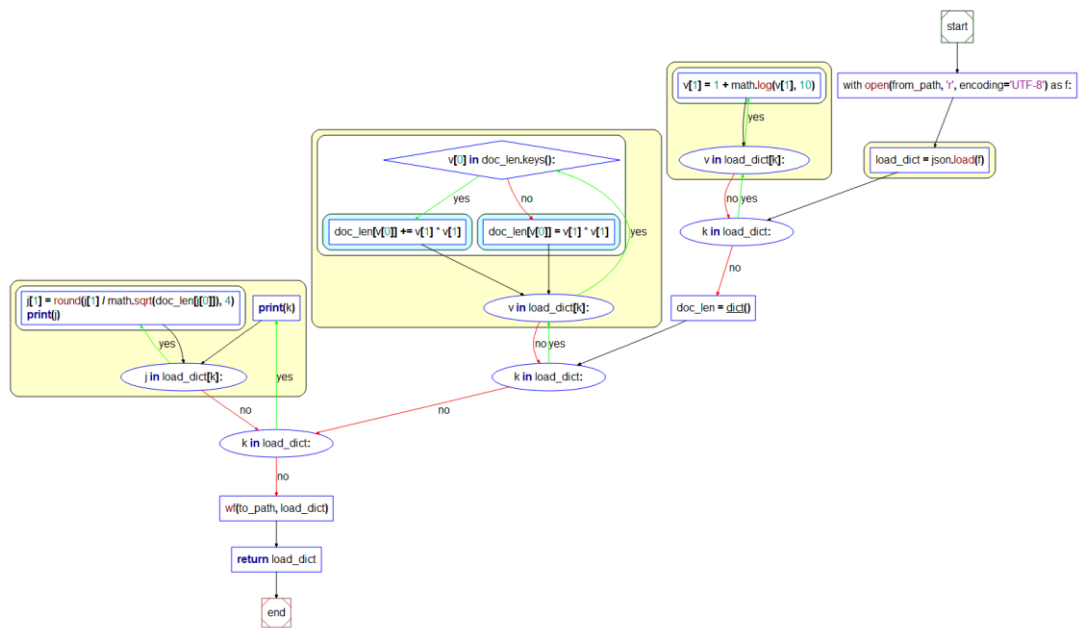 start
with open(from_path, 'r', encoding='UTF-8') as f:
load_dict = json.load(f)
k in load_dict:
yes
v in load_dict[k]:
yes
v[1] = 1 + math.log(v[1], 10)
no
no
doc_len = dict()
k in load_dict:
yes
v in load_dict[k]:
yes
v[0] in doc_len.keys():
yes
no
doc_len[v[0]] += v[1] * v[1]
doc_len[v[0]] = v[1] * v[1]
no
no
k in load_dict:
yes
print(k)
j in load_dict[k]:
yes
j[1] = round(j[1] / math.sqrt(doc_len[j[0]]), 4)
print(j)
no
no
wf(to_path, load_dict)
return load_dict
end